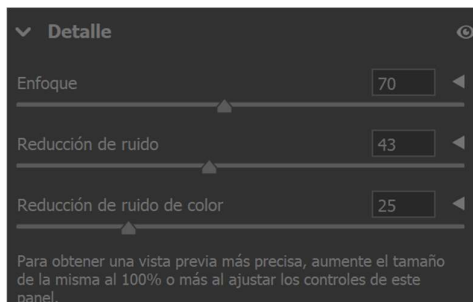 Detalle
Enfoque 70
Reducción de ruido 43
Reducción de ruido de color 25
Para obtener una vista previa más precisa, aumente el tamaño
de la misma al 100% o más al ajustar los controles de este
panel.